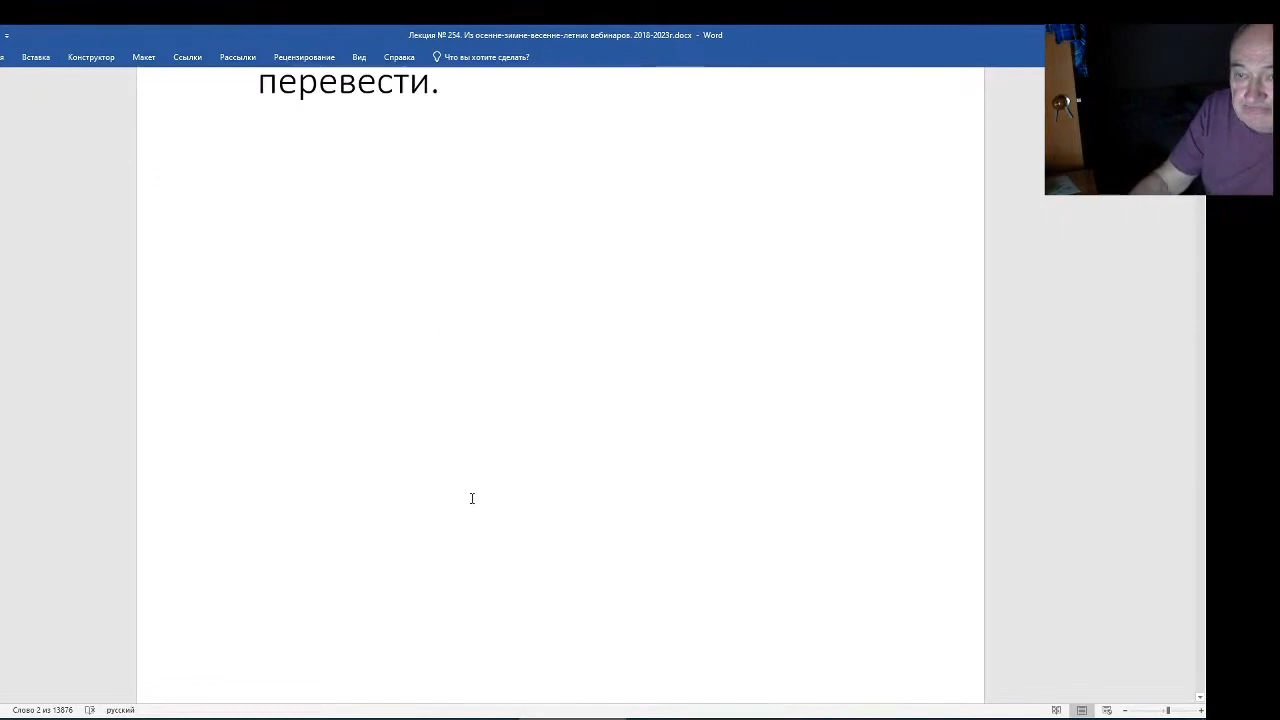 Лекция № 254. Из осенне-зимне-весенне-летних вебинаров. 2018-2023г.docx - Word
я Вставка Конструктор Макет Ссылки Рассылки Рецензирование Вид Справка Что вы хотите сделать?
перевести.
Слово 2 из 13876 русский